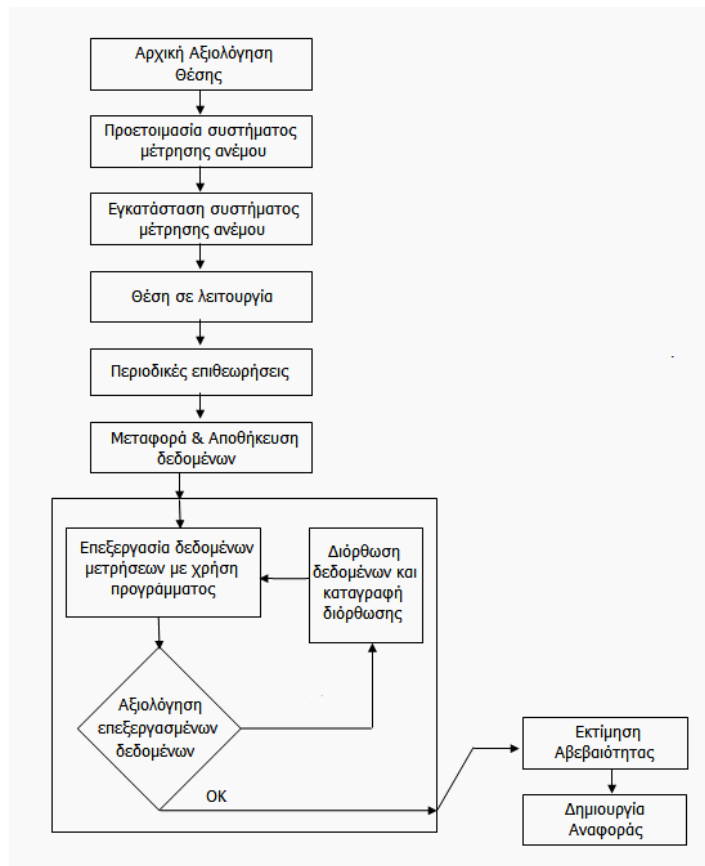 Αρχική Αξιολόγηση
Θέσης
Προετοιμασία συστήματος
μέτρησης ανέμου
Εγκατάσταση συστήματος
μέτρησης ανέμου
Θέση σε λειτουργία
Περιοδικές επιθεωρήσεις
Μεταφορά & Αποθήκευση
δεδομένων
Επεξεργασία δεδομένων
μετρήσεων με χρήση
προγράμματος
Διόρθωση
δεδομένων και
καταγραφή
διόρθωσης
Αξιολόγηση
επεξεργασμένων
δεδομένων
OK
Εκτίμηση
Αβεβαιότητας
Δημιουργία
Αναφοράς